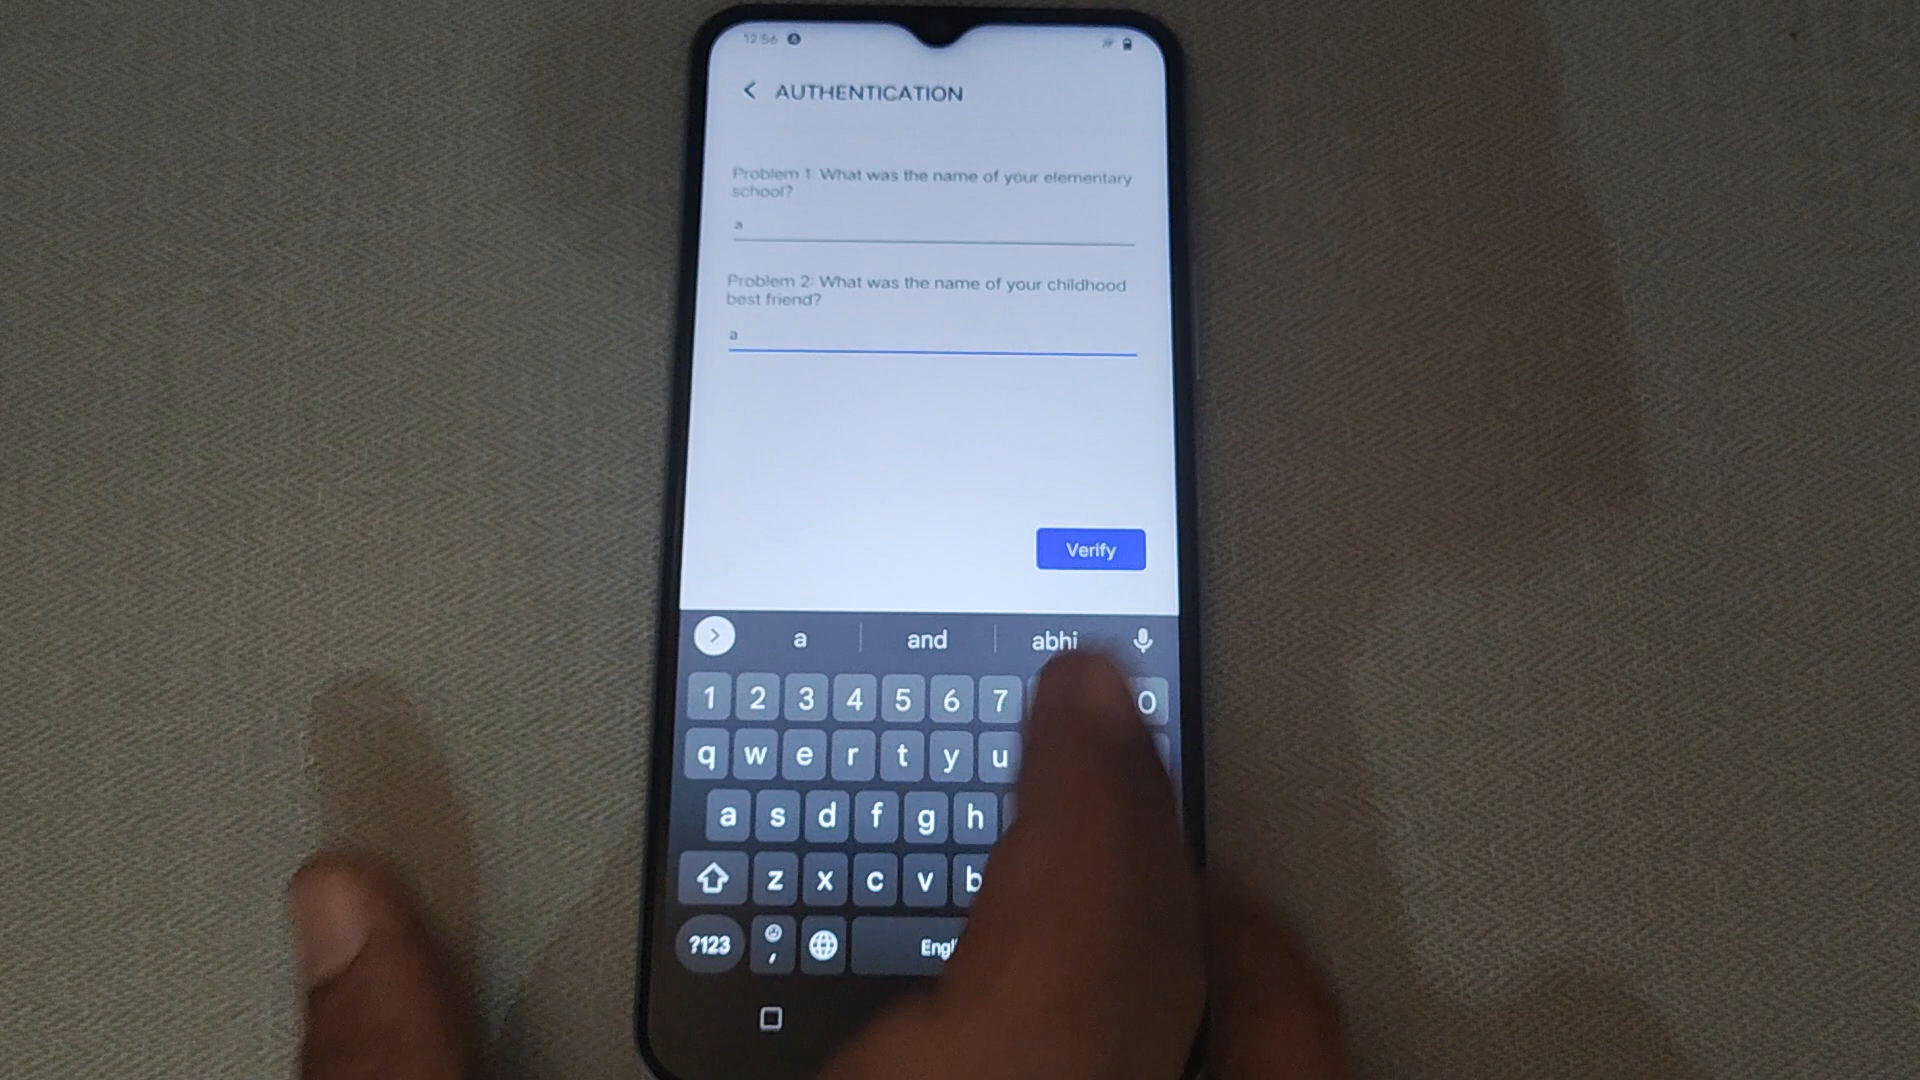 12:56
AUTHENTICATION
Problem 1: What was the name of your elementary
school?
a
Problem 2: What was the name of your childhood
best friend?
a
Verify
a and abhi
1 2 3 4 5 6 7 0
q w e r t y u
a s d f g h
z x c v b
?123 , Engl